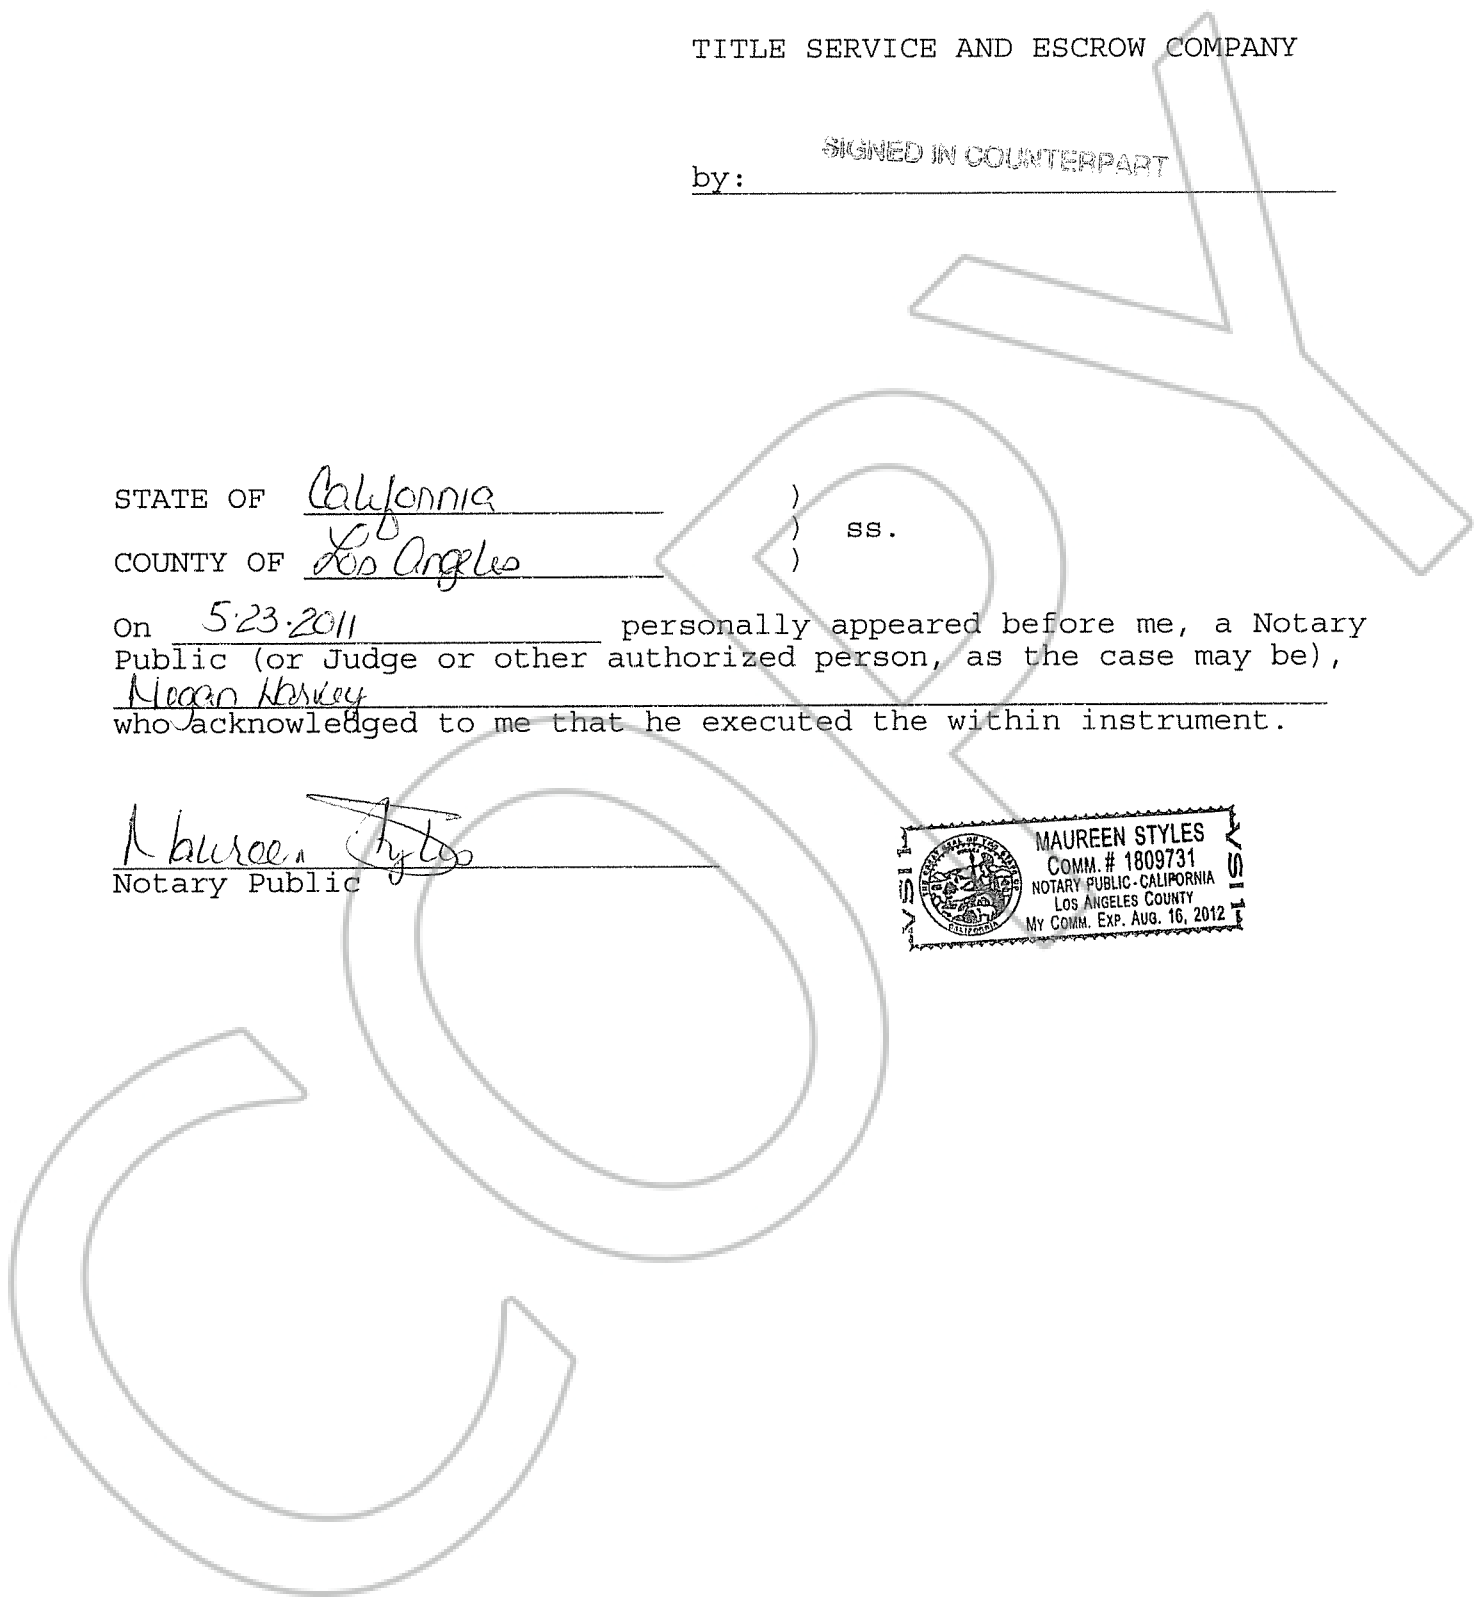 TITLE SERVICE AND ESCROW COMPANY
SIGNED IN COUNTERPART
by:
STATE OF California )
) ss.
COUNTY OF Los Angeles )
On 5·23·2011 personally appeared before me, a Notary
Public (or Judge or other authorized person, as the case may be),
Megan
who acknowledged to me that he executed the within instrument.
Maureen Styles
Notary Public
MAUREEN STYLES
COMM. # 1809731
NOTARY PUBLIC - CALIFORNIA
LOS ANGELES COUNTY
MY COMM. EXP. AUG. 16, 2012
COPY